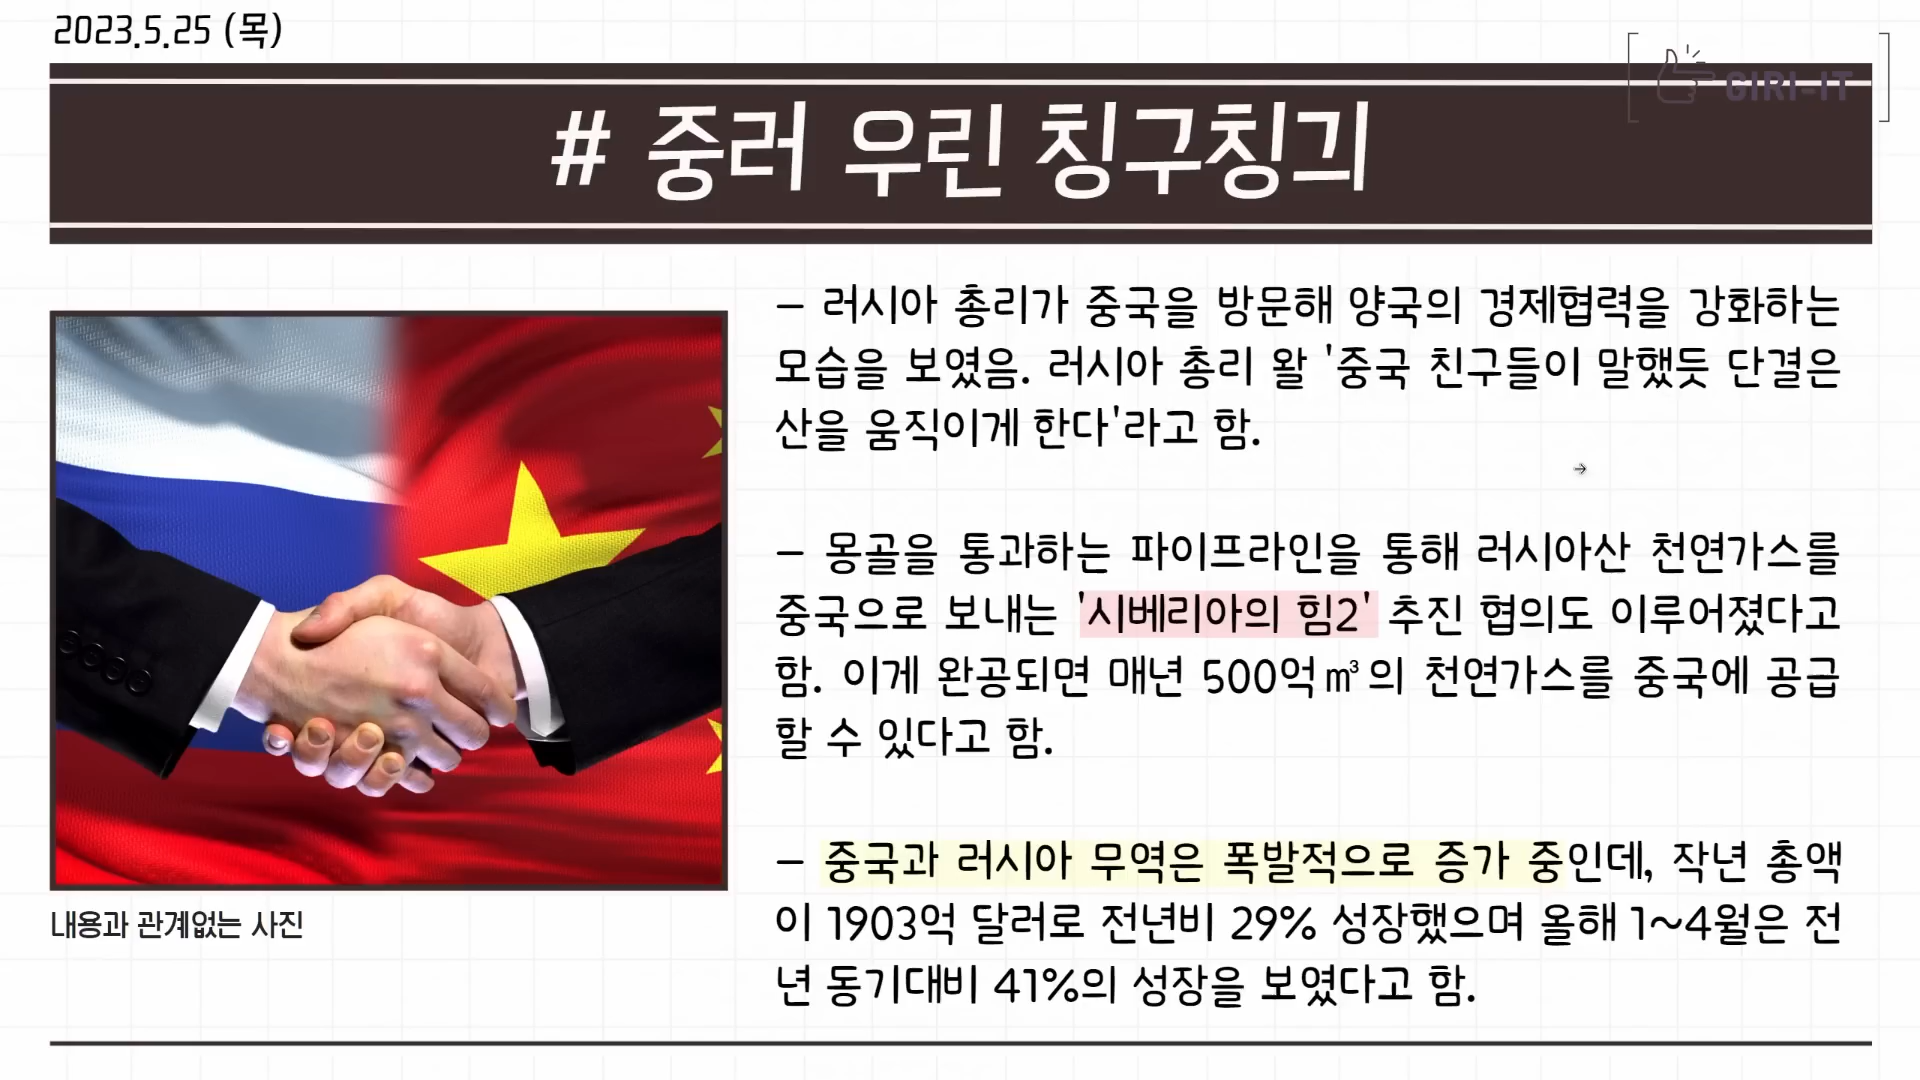 2023.5.25 (목)
GIRI-IT
# 중러 우린 칭구칭긔
- 러시아 총리가 중국을 방문해 양국의 경제협력을 강화하는
모습을 보였음. 러시아 총리 왈 '중국 친구들이 말했듯 단결은
산을 움직이게 한다'라고 함.
- 몽골을 통과하는 파이프라인을 통해 러시아산 천연가스를
중국으로 보내는 '시베리아의 힘2' 추진 협의도 이루어졌다고
함. 이게 완공되면 매년 500억㎥의 천연가스를 중국에 공급
할 수 있다고 함.
- 중국과 러시아 무역은 폭발적으로 증가 중인데, 작년 총액
이 1903억 달러로 전년비 29% 성장했으며 올해 1~4월은 전
년 동기대비 41%의 성장을 보였다고 함.
내용과 관계없는 사진